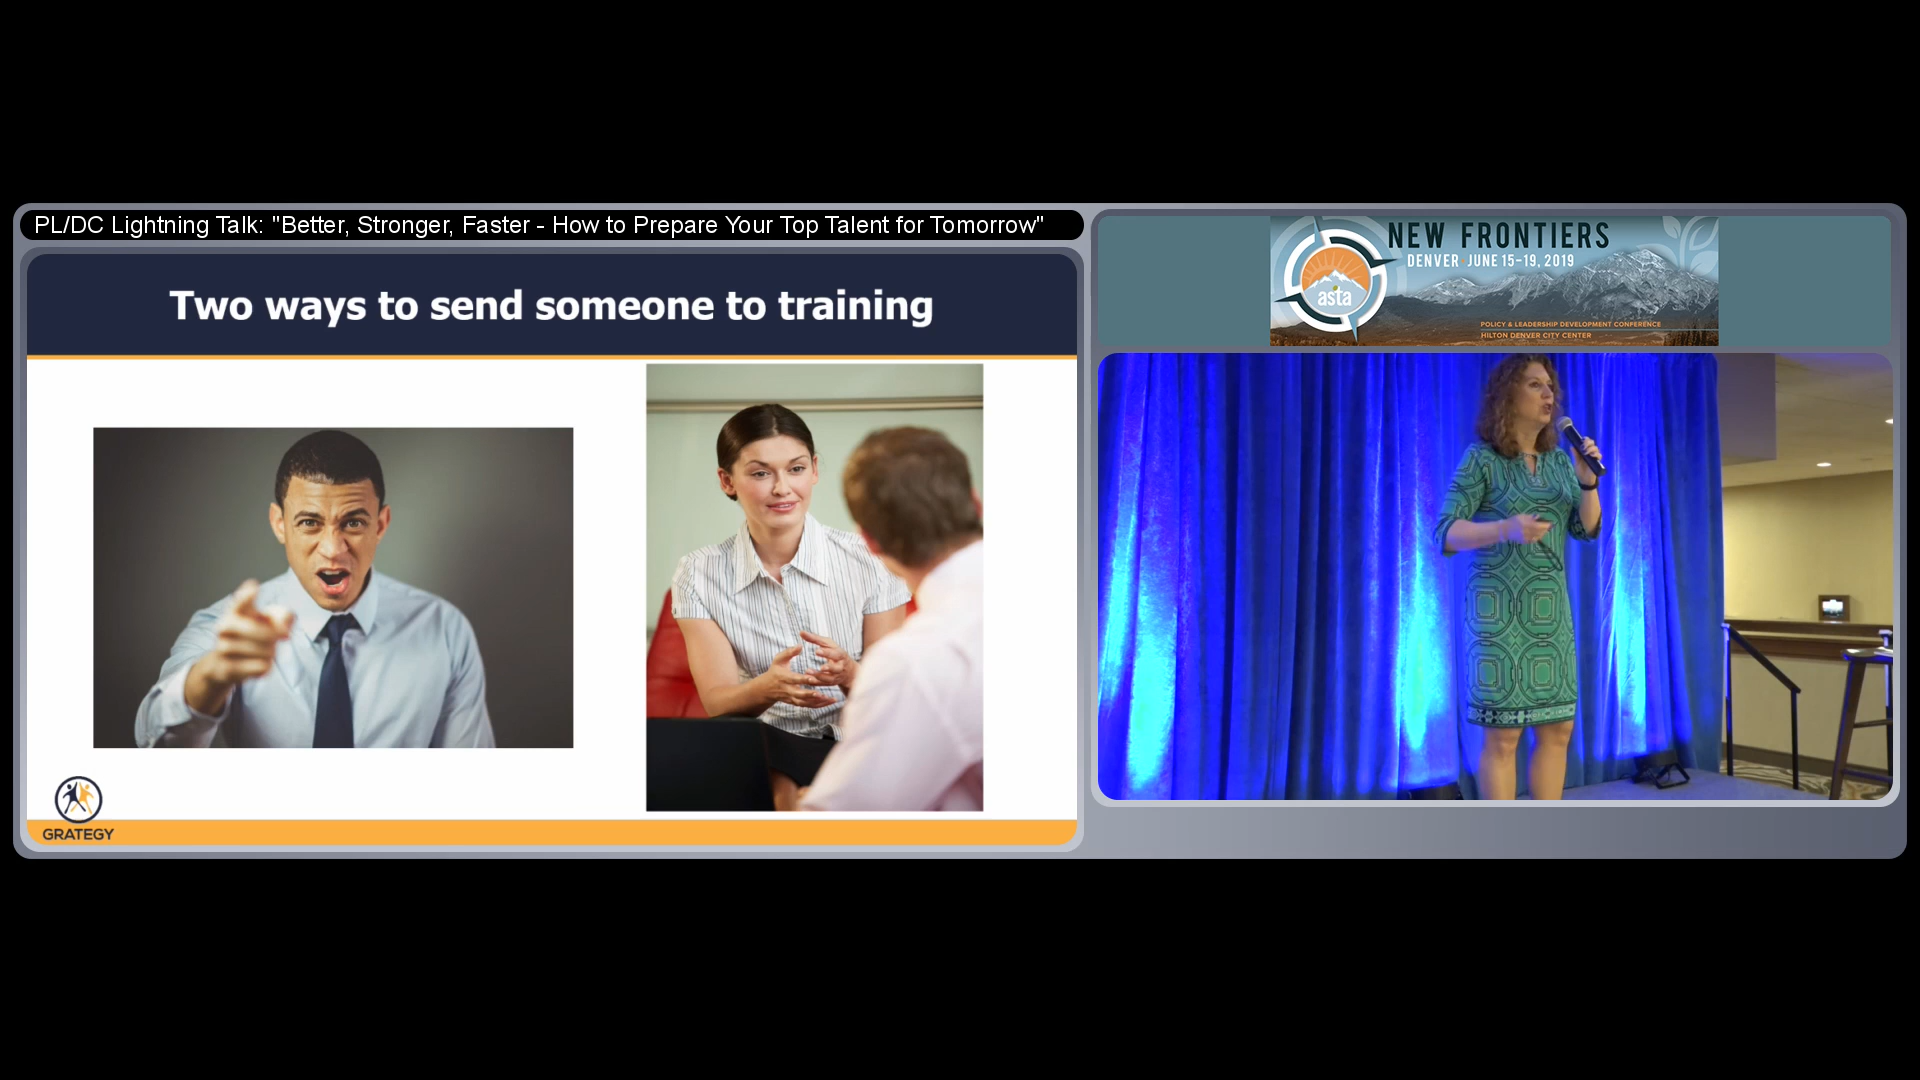 PL/DC Lightning Talk: "Better, Stronger, Faster - How to Prepare Your Top Talent for Tomorrow"
Two ways to send someone to training
GRATEGY
NEW FRONTIERS
DENVER • JUNE 15-19, 2019
asta
POLICY & LEADERSHIP DEVELOPMENT CONFERENCE
HILTON DENVER CITY CENTER